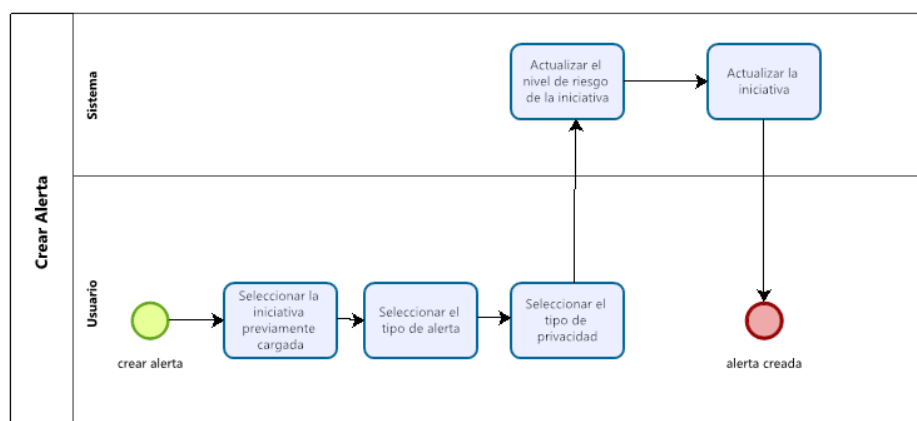 Crear Alerta
Sistema
Actualizar el
nivel de riesgo
de la iniciativa
Actualizar la
iniciativa
Usuario
crear alerta
Seleccionar la
iniciativa
previamente
cargada
Seleccionar el
tipo de alerta
Seleccionar el
tipo de
privacidad
alerta creada